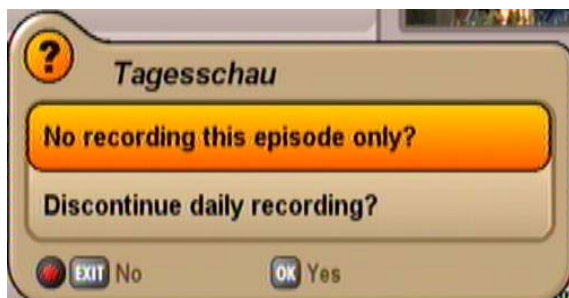 ?
Tagesschau
No recording this episode only?
Discontinue daily recording?
EXIT No OK Yes